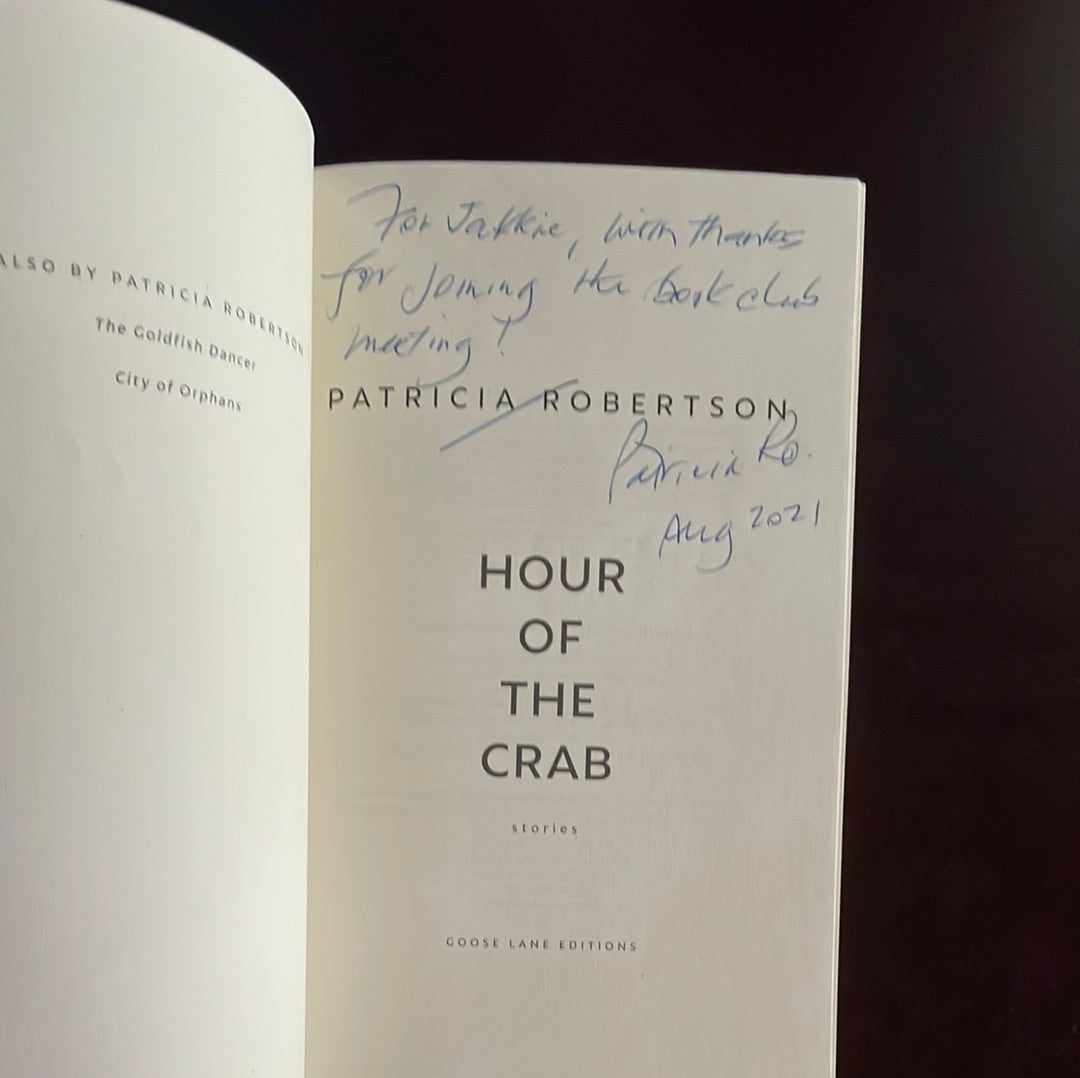 ALSO BY PATRICIA ROBERTSON
The Goldfish Dancer
City of Orphans
For Jakkie, with thanks
for joining the book club
meeting!
PATRICIA ROBERTSON
Patricia Ro.
Aug 2021
HOUR
OF
THE
CRAB
stories
GOOSE LANE EDITIONS